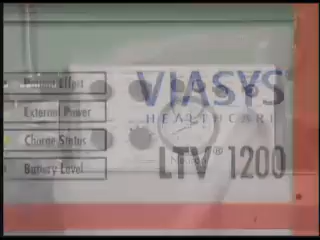 VIASYS
HEALTHCARE
External Power
Charge Status
LTV® 1200
Battery Level